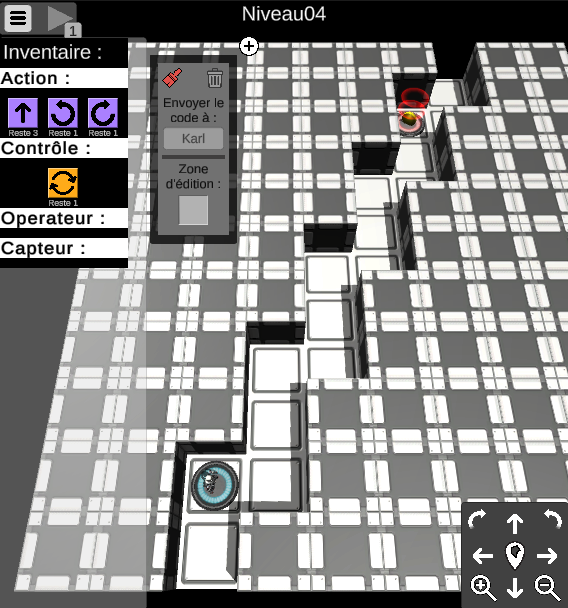 Niveau04
1
Inventaire :
Action :
Reste 3 Reste 1 Reste 1
Contrôle :
Reste 1
Operateur :
Capteur :
Envoyer le
code à :
Karl
Zone
d'édition :